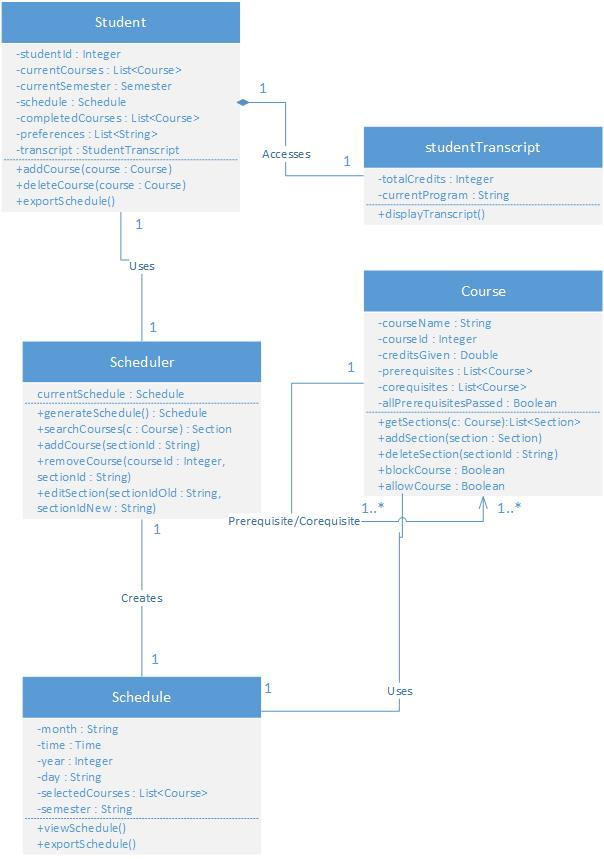 Student
-studentId : Integer
-currentCourses : List<Course>
-currentSemester : Semester
-schedule : Schedule
-completedCourses : List<Course>
-preferences : List<String>
-transcript : StudentTranscript
+addCourse(course : Course)
+deleteCourse(course : Course)
+exportSchedule()
1
Accesses
1
studentTranscript
-totalCredits : Integer
-currentProgram : String
+displayTranscript()
1
Uses
1
Course
-courseName : String
-courseId : Integer
-creditsGiven : Double
-prerequisites : List<Course>
-corequisites : List<Course>
-allPrerequisitesPassed : Boolean
+getSections(c: Course):List<Section>
+addSection(section : Section)
+deleteSection(sectionId : String)
+blockCourse : Boolean
+allowCourse : Boolean
1
Prerequisite/Corequisite
1..*
1..*
Scheduler
currentSchedule : Schedule
+generateSchedule() : Schedule
+searchCourses(c : Course) : Section
+addCourse(sectionId : String)
+removeCourse(courseId : Integer,
sectionId : String)
+editSection(sectionIdOld : String,
sectionIdNew : String)
1
Creates
1
1
Uses
Schedule
-month : String
-time : Time
-year : Integer
-day : String
-selectedCourses : List<Course>
-semester : String
+viewSchedule()
+exportSchedule()